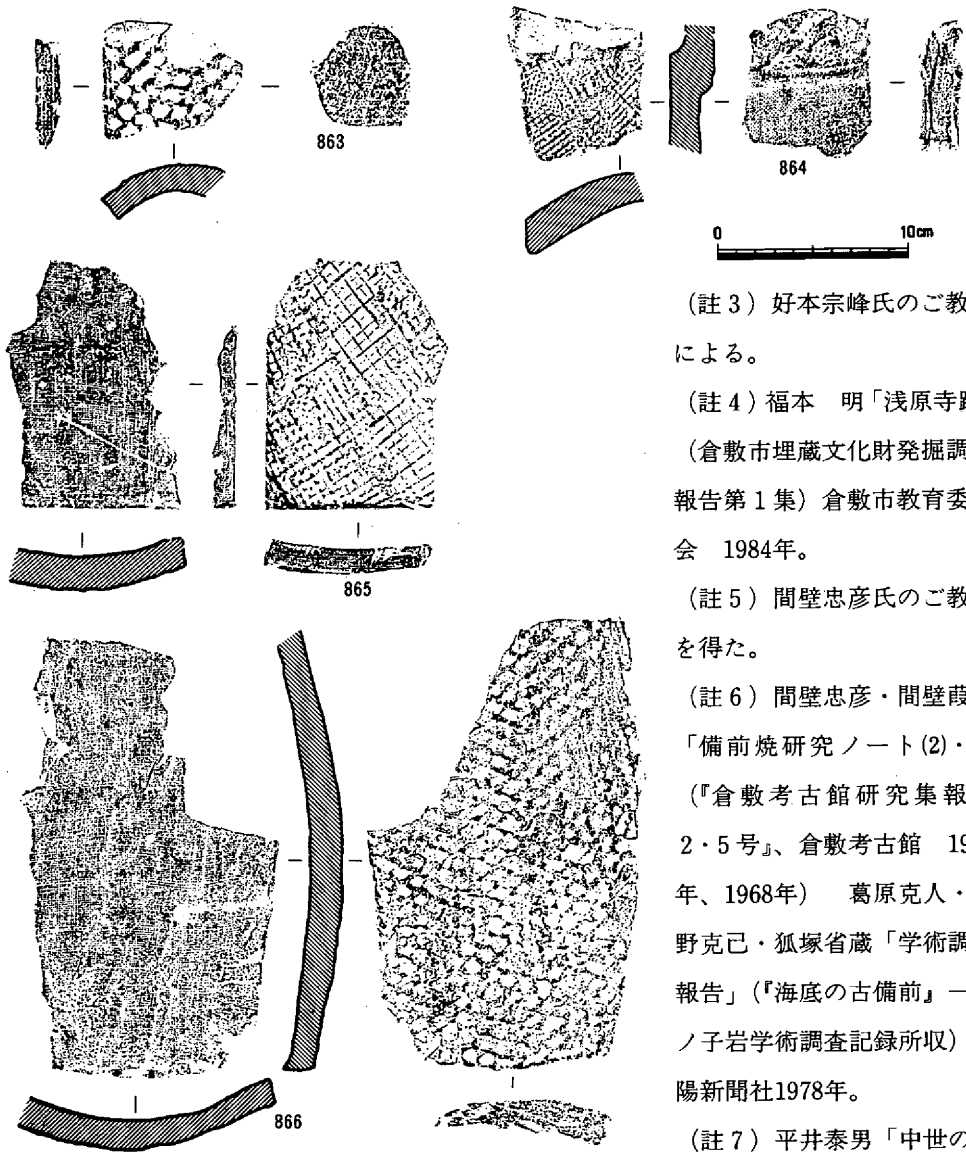 863
864
0 10cm
865
866
(註3) 好本宗峰氏のご教
による。
(註4) 福本 明「浅原寺
(倉敷市埋蔵文化財発掘調
報告第1集) 倉敷市教育委
会 1984年。
(註5) 間壁忠彦氏のご教
を得た。
(註6) 間壁忠彦・間壁葭
「備前焼研究ノート(2)・
(『倉敷考古館研究集報
2・5号』、倉敷考古館 19
年、1968年) 葛原克人・
野克己・狐塚省蔵「学術調
報告」(『海底の古備前』―
ノ子岩学術調査記録所収)
陽新聞社1978年。
(註7) 平井泰男「中世の